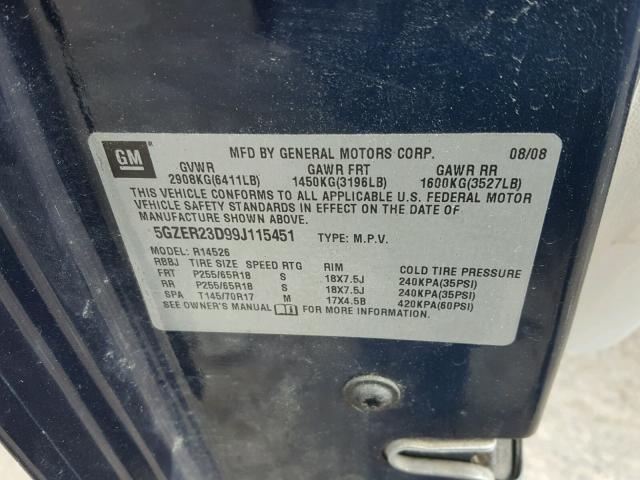 GM
MFD BY GENERAL MOTORS CORP. 08/08
GVWR GAWR FRT GAWR RR
2908KG(6411LB) 1450KG(3196LB) 1600KG(3527LB)
THIS VEHICLE CONFORMS TO ALL APPLICABLE U.S. FEDERAL MOTOR
VEHICLE SAFETY STANDARDS IN EFFECT ON THE DATE OF
MANUFACTURE SHOWN ABOVE.
5GZER23D99J115451 TYPE: M.P.V.
MODEL: R14526
RBBJ TIRE SIZE SPEED RTG RIM COLD TIRE PRESSURE
FRT P255/65R18 S 18X7.5J 240KPA(35PSI)
RR P255/65R18 S 18X7.5J 240KPA(35PSI)
SPA T145/70R17 M 17X4.5B 420KPA(60PSI)
SEE OWNER'S MANUAL FOR MORE INFORMATION.